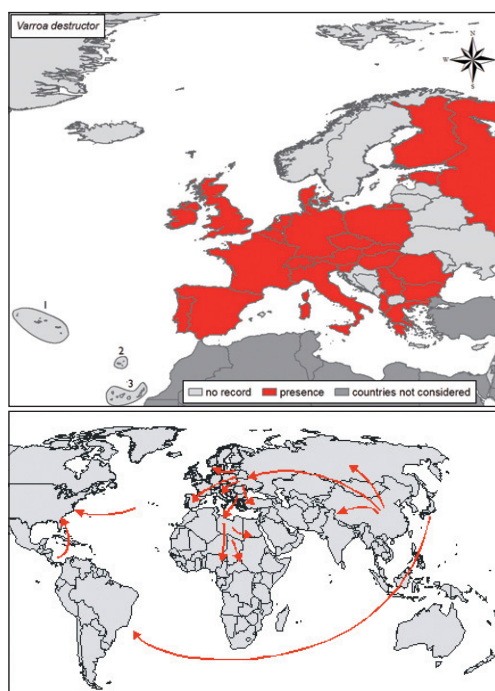 Varroa destructor
N
W
E
S
1
2
3
no record
presence
countries not considered